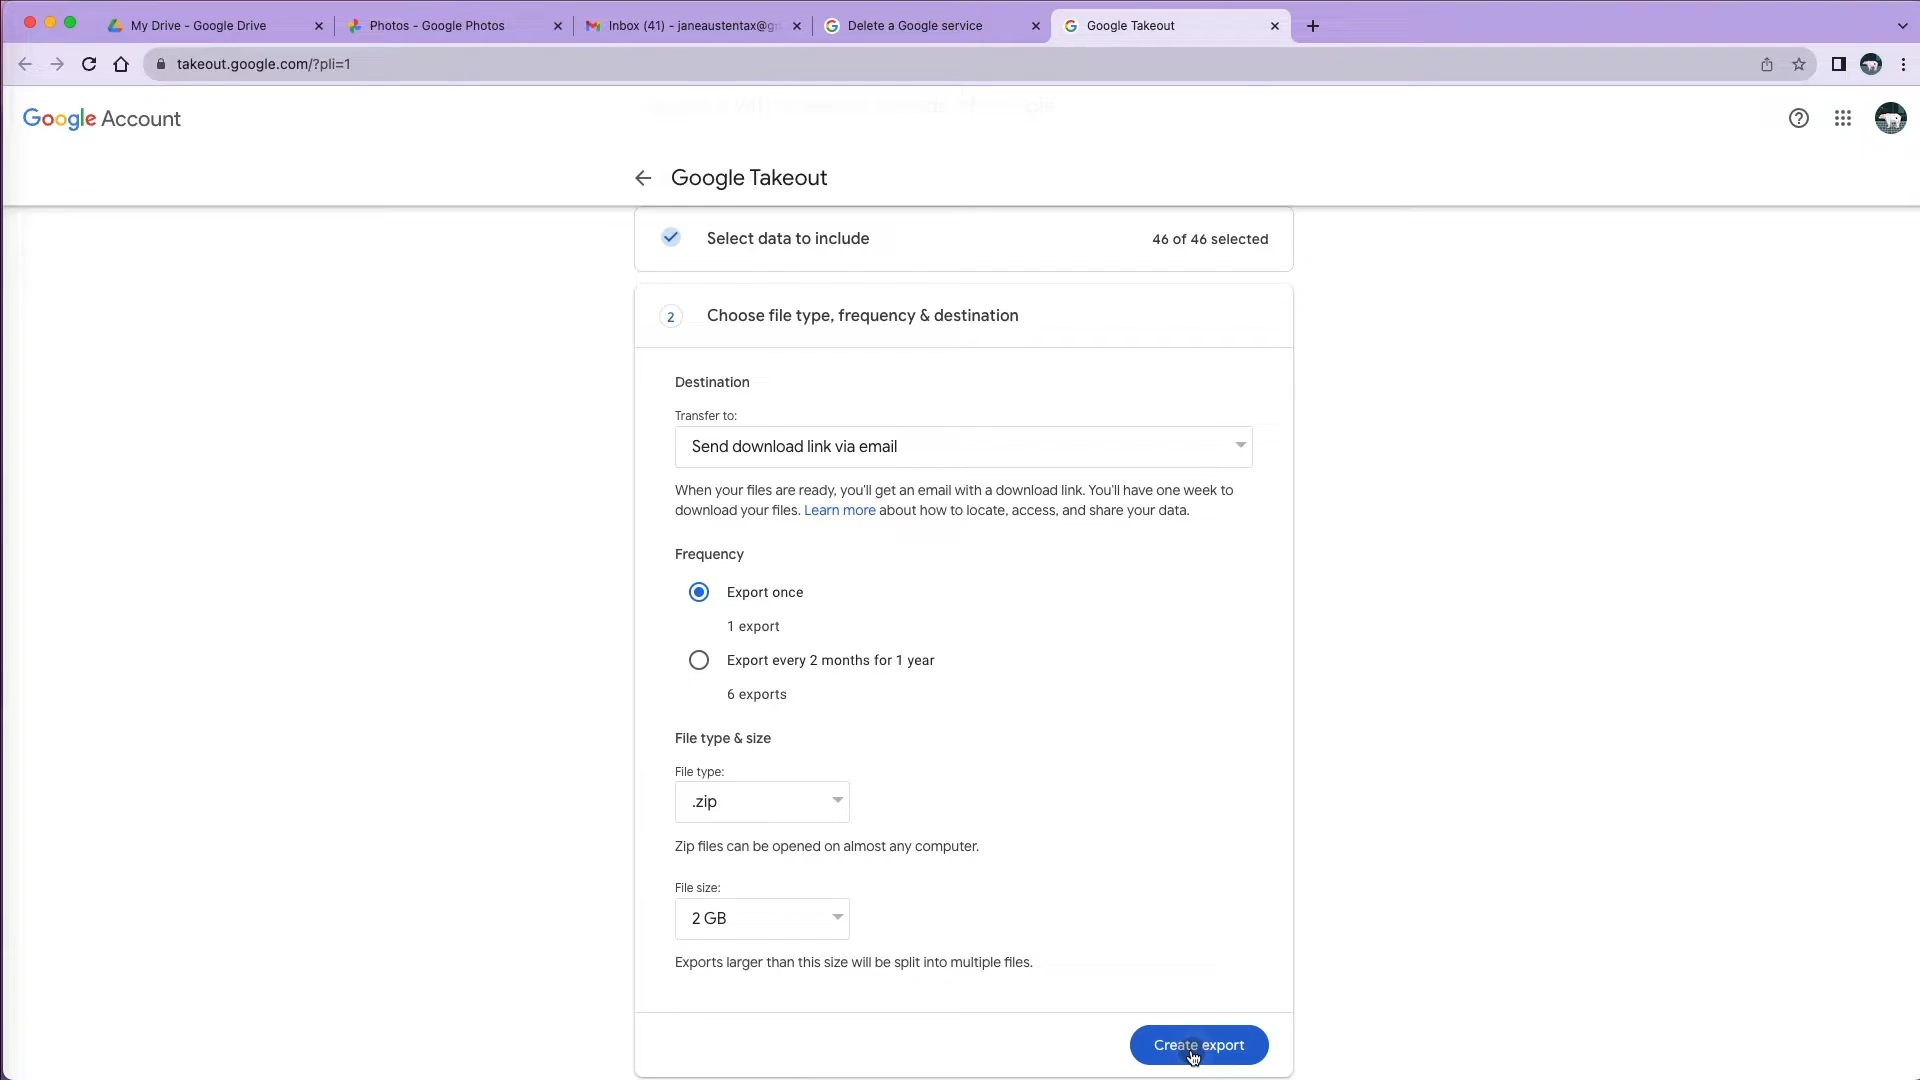 My Drive - Google Drive
Photos - Google Photos
Inbox (41) - janeaustentax@g
Delete a Google service
Google Takeout
takeout.google.com/?pli=1
Google Account
Google Takeout
Select data to include
46 of 46 selected
2
Choose file type, frequency & destination
Destination
Transfer to:
Send download link via email
When your files are ready, you'll get an email with a download link. You'll have one week to
download your files. Learn more about how to locate, access, and share your data.
Frequency
Export once
1 export
Export every 2 months for 1 year
6 exports
File type & size
File type:
.zip
Zip files can be opened on almost any computer.
File size:
2 GB
Exports larger than this size will be split into multiple files.
Create export